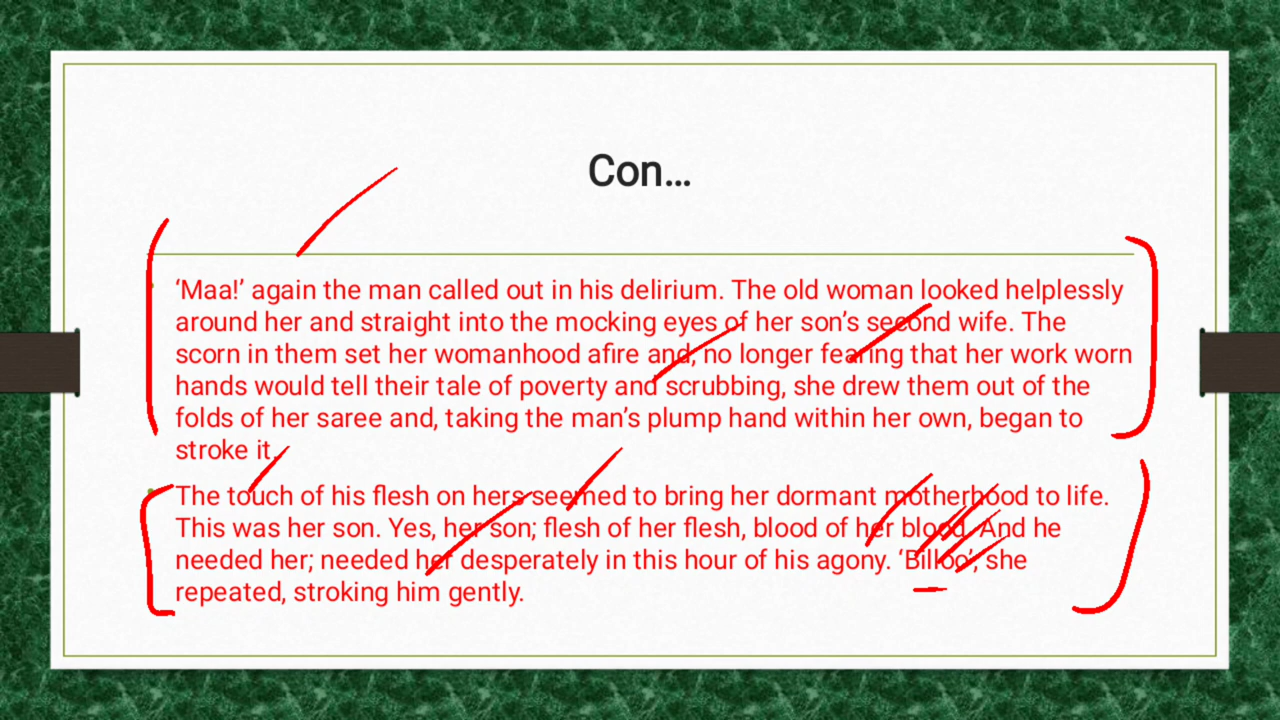 Con...
‘Maa!’ again the man called out in his delirium. The old woman looked helplessly
around her and straight into the mocking eyes of her son’s second wife. The
scorn in them set her womanhood afire and, no longer fearing that her work worn
hands would tell their tale of poverty and scrubbing, she drew them out of the
folds of her saree and, taking the man’s plump hand within her own, began to
stroke it.
The touch of his flesh on hers seemed to bring her dormant motherhood to life.
This was her son. Yes, her son; flesh of her flesh, blood of her blood. And he
needed her; needed her desperately in this hour of his agony. ‘Billoo’, she
repeated, stroking him gently.